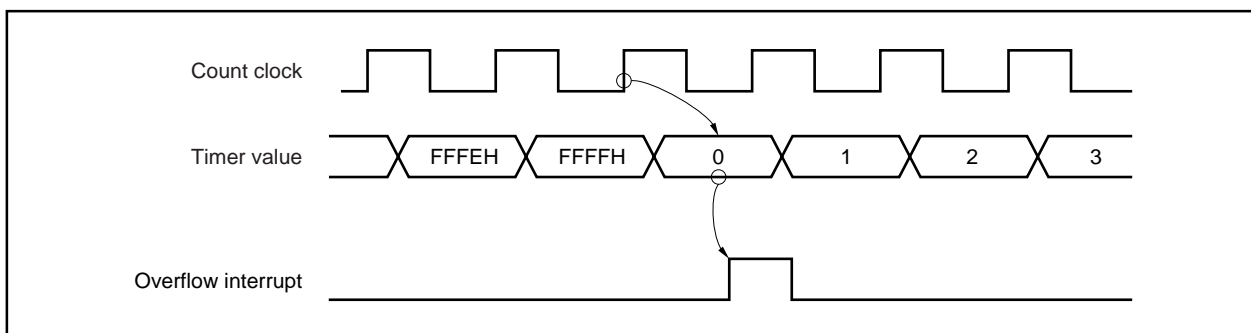 Count clock
Timer value FFFEH FFFFH 0 1 2 3
Overflow interrupt